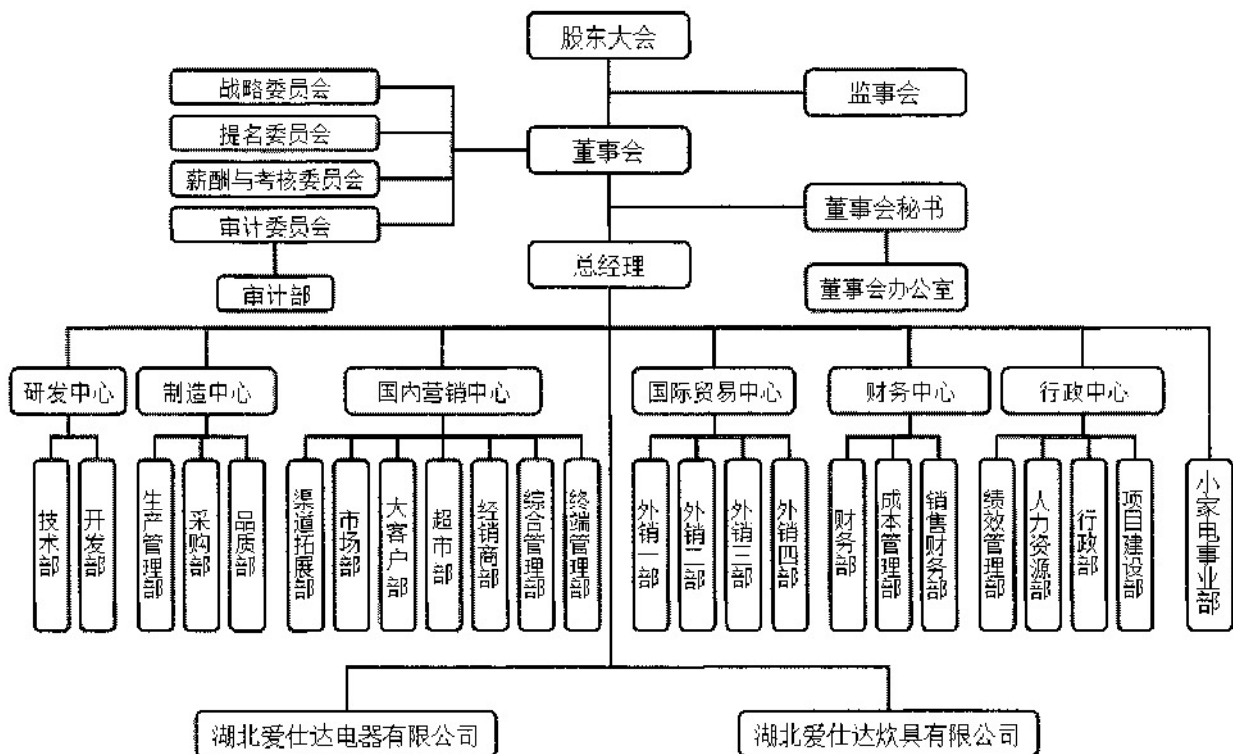 股东大会
战略委员会
监事会
提名委员会
董事会
薪酬与考核委员会
审计委员会
董事会秘书
总经理
审计部
董事会办公室
研发中心
制造中心
国内营销中心
国际贸易中心
财务中心
行政中心
技术部
开发部
生产管理部
采购部
品质部
渠道拓展部
市场部
大客户部
超市部
经销商部
综合管理部
终端管理部
外销一部
外销二部
外销三部
外销四部
财务部
成本管理部
销售财务部
绩效管理部
人力资源部
行政部
项目建设部
小家电事业部
湖北爱仕达电器有限公司
湖北爱仕达炊具有限公司